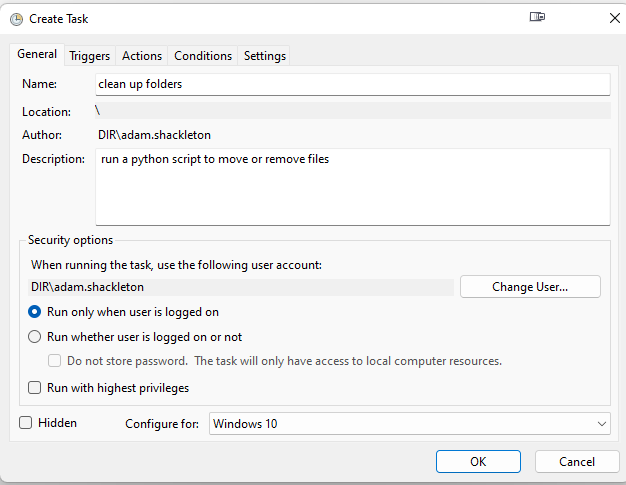 Create Task
General Triggers Actions Conditions Settings
Name: clean up folders
Location: \
Author: DIR\adam.shackleton
Description: run a python script to move or remove files
Security options
When running the task, use the following user account:
DIR\adam.shackleton Change User...
Run only when user is logged on
Run whether user is logged on or not
Do not store password. The task will only have access to local computer resources.
Run with highest privileges
Hidden Configure for: Windows 10
OK Cancel